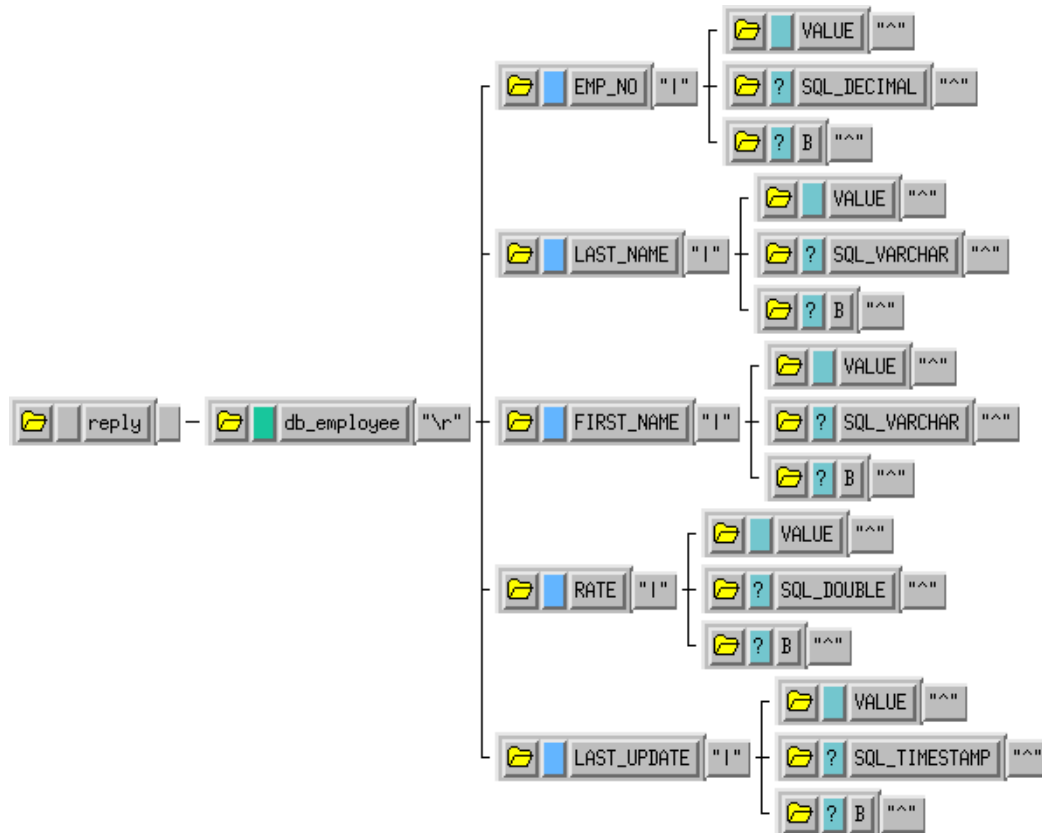 VALUE "^"
EMP_NO "|" ? SQL_DECIMAL "^"
? B "^"
VALUE "^"
LAST_NAME "|" ? SQL_VARCHAR "^"
? B "^"
VALUE "^"
reply db_employee "\r" FIRST_NAME "|" ? SQL_VARCHAR "^"
? B "^"
VALUE "^"
RATE "|" ? SQL_DOUBLE "^"
? B "^"
VALUE "^"
LAST_UPDATE "|" ? SQL_TIMESTAMP "^"
? B "^"